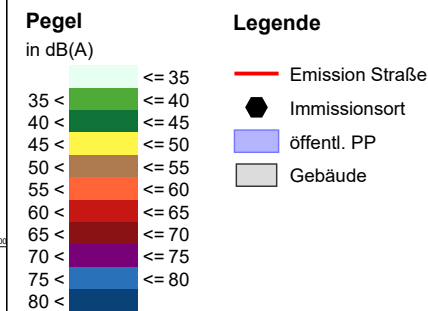 Pegel
in dB(A)
<= 35
35 < <= 40
40 < <= 45
45 < <= 50
50 < <= 55
55 < <= 60
60 < <= 65
65 < <= 70
70 < <= 75
75 < <= 80
80 <
Legende
Emission Straße
Immissionsort
öffentl. PP
Gebäude